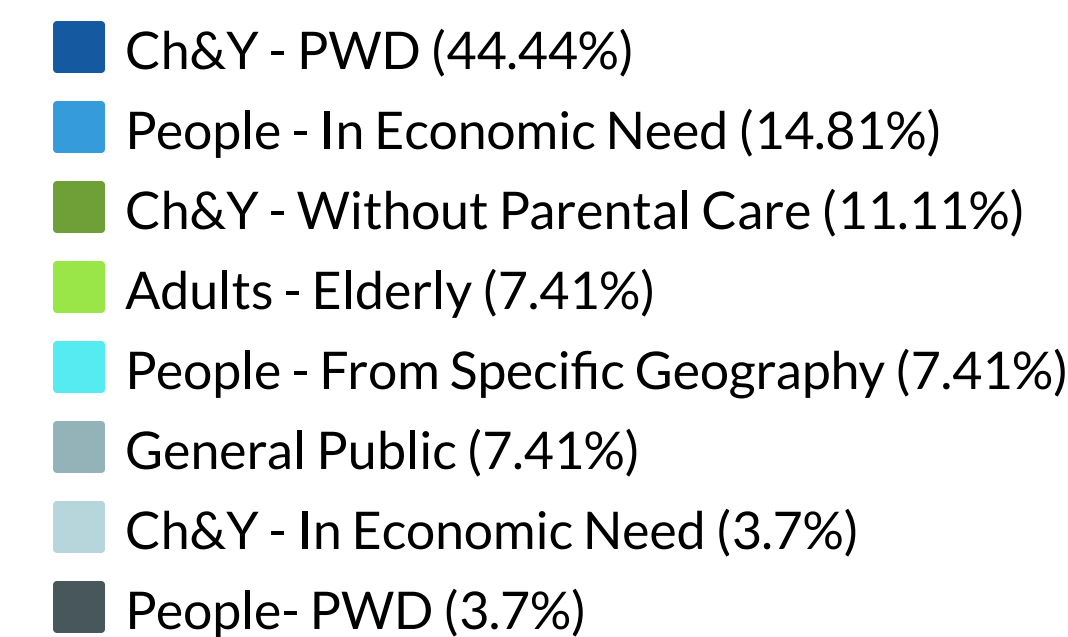 Ch&Y - PWD (44.44%)
People - In Economic Need (14.81%)
Ch&Y - Without Parental Care (11.11%)
Adults - Elderly (7.41%)
People - From Specific Geography (7.41%)
General Public (7.41%)
Ch&Y - In Economic Need (3.7%)
People- PWD (3.7%)